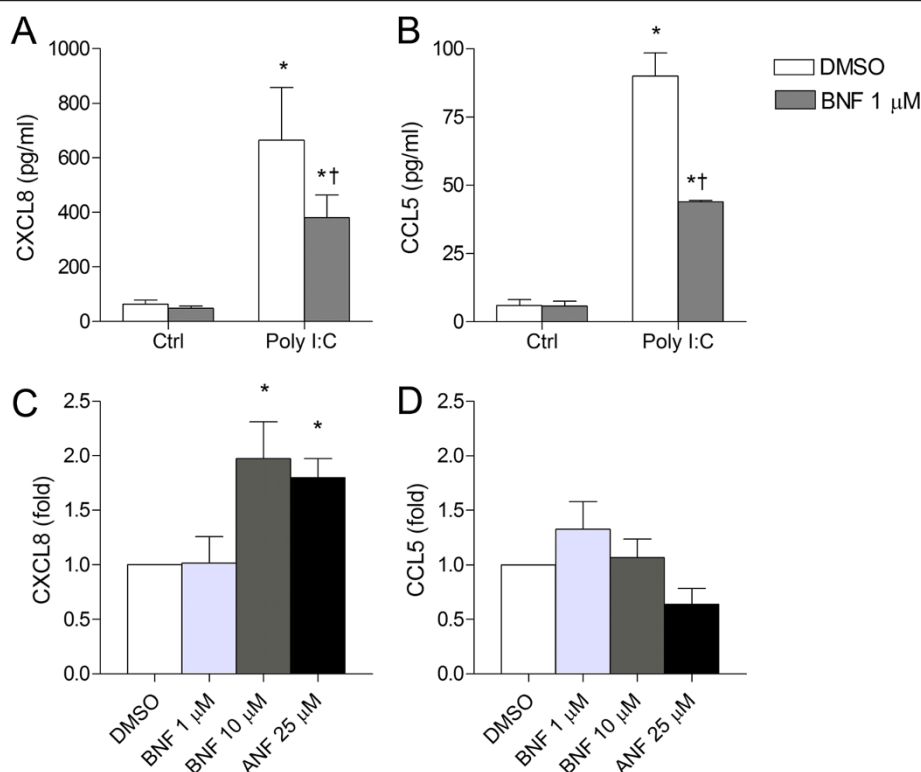 A
CXCL8 (pg/ml)
1000
800
600
400
200
0
*
*†
Ctrl
Poly I:C
B
CCL5 (pg/ml)
100
75
50
25
0
*
*†
Ctrl
Poly I:C
DMSO
BNF 1 μM
C
CXCL8 (fold)
2.5
2.0
1.5
1.0
0.5
0.0
*
*
DMSO
BNF 1 μM
BNF 10 μM
ANF 25 μM
D
CCL5 (fold)
2.5
2.0
1.5
1.0
0.5
0.0
DMSO
BNF 1 μM
BNF 10 μM
ANF 25 μM